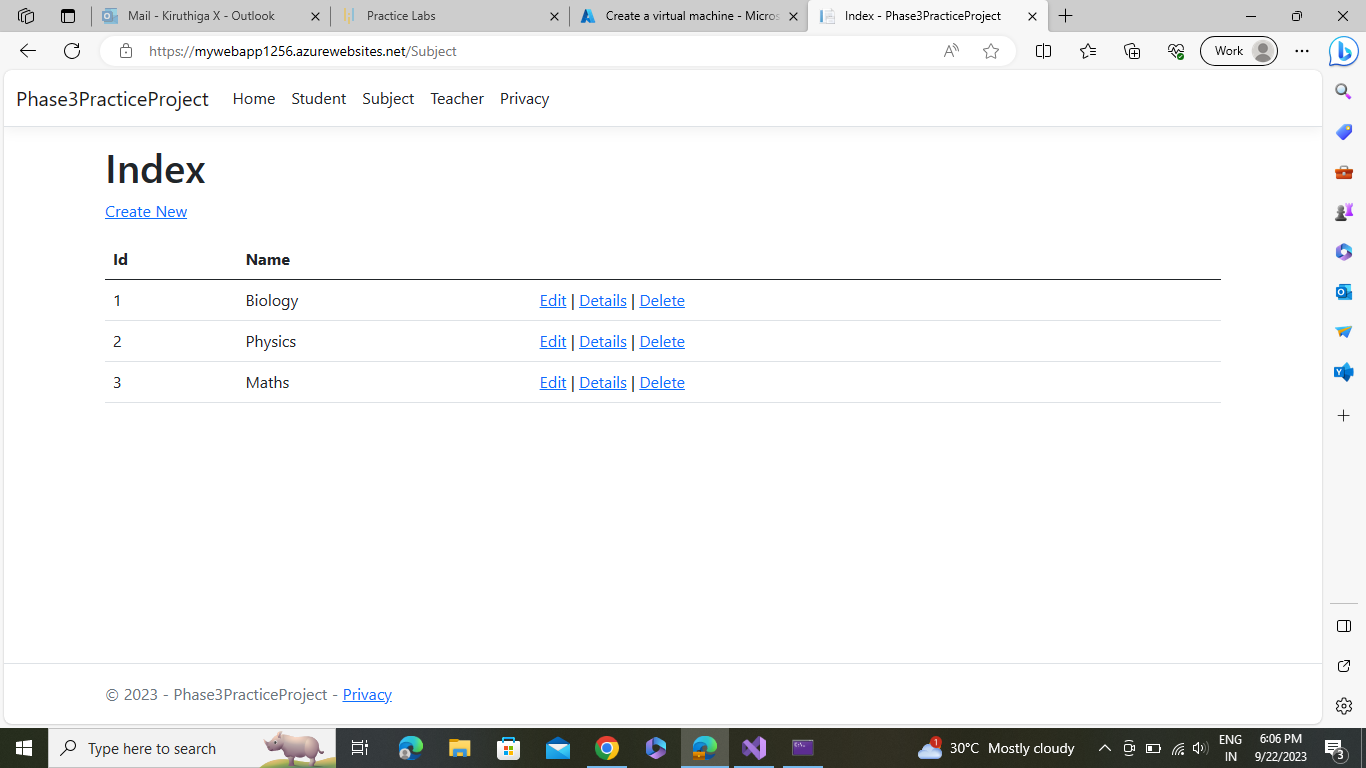 Mail - Kiruthiga X - Outlook
Practice Labs
Create a virtual machine - Micros
Index - Phase3PracticeProject
https://mywebapp1256.azurewebsites.net/Subject
Work
Phase3PracticeProject Home Student Subject Teacher Privacy
Index
Create New
Id Name
1 Biology Edit | Details | Delete
2 Physics Edit | Details | Delete
3 Maths Edit | Details | Delete
© 2023 - Phase3PracticeProject - Privacy
Type here to search
1
30°C Mostly cloudy
ENG
IN
6:06 PM
9/22/2023
3